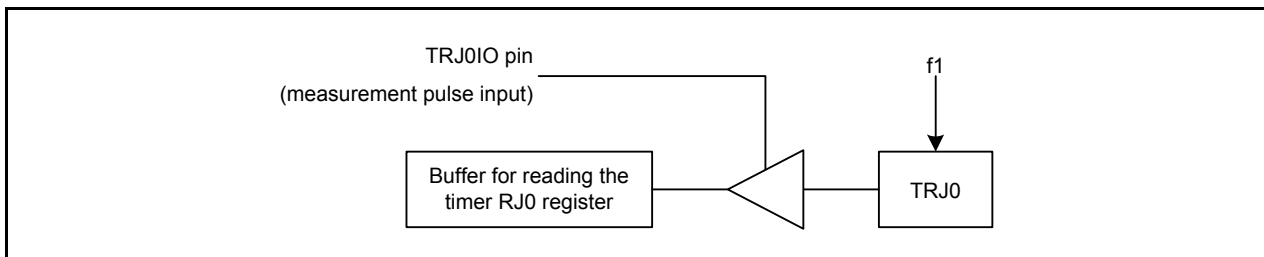 TRJ0IO pin
(measurement pulse input)
f1
Buffer for reading the
timer RJ0 register
TRJ0